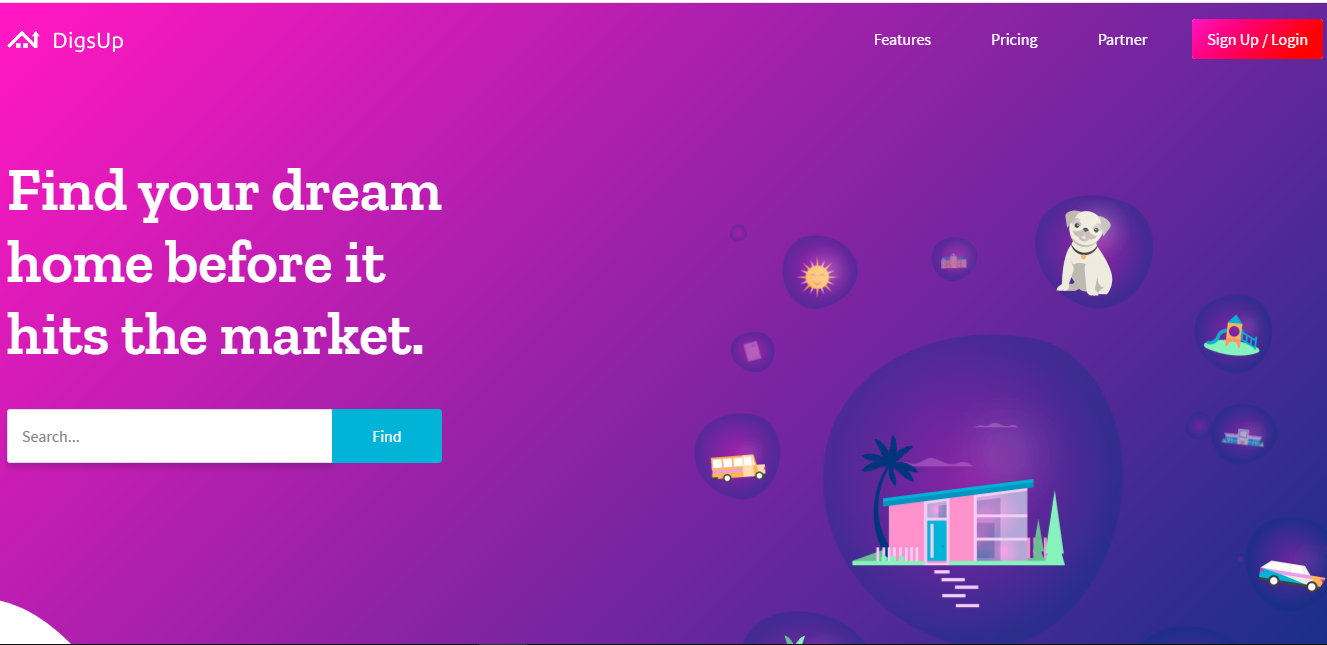 DigsUp
Features
Pricing
Partner
Sign Up / Login
Find your dream
home before it
hits the market.
Search...
Find